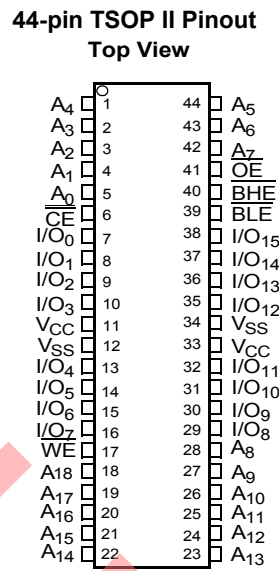 44-pin TSOP II Pinout
Top View
A4 1 44 A5
A3 2 43 A6
A2 3 42 A7
A1 4 41 OE
A0 5 40 BHE
CE 6 39 BLE
I/O0 7 38 I/O15
I/O1 8 37 I/O14
I/O2 9 36 I/O13
I/O3 10 35 I/O12
VCC 11 34 VSS
VSS 12 33 VCC
I/O4 13 32 I/O11
I/O5 14 31 I/O10
I/O6 15 30 I/O9
I/O7 16 29 I/O8
WE 17 28 A8
A18 18 27 A9
A17 19 26 A10
A16 20 25 A11
A15 21 24 A12
A14 22 23 A13